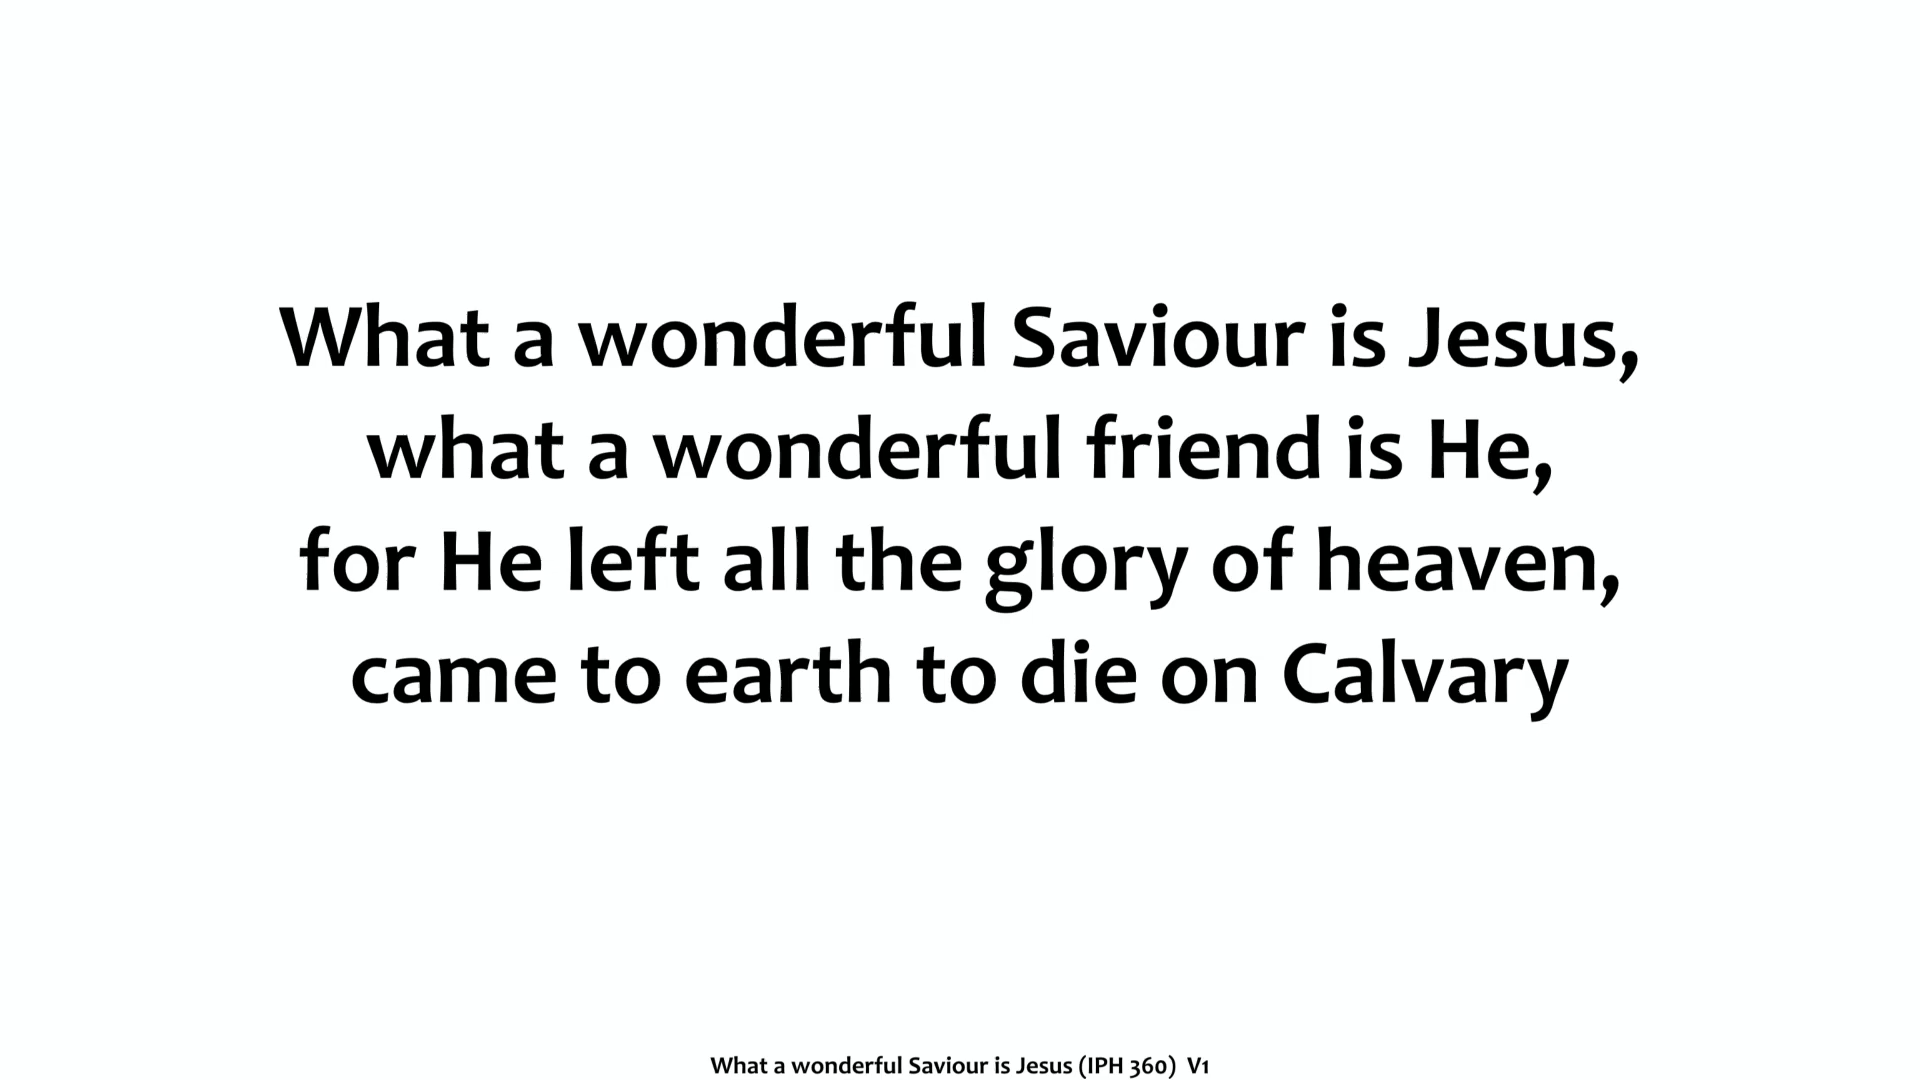 What a wonderful Saviour is Jesus,
what a wonderful friend is He,
for He left all the glory of heaven,
came to earth to die on Calvary
What a wonderful Saviour is Jesus (IPH 360) V1